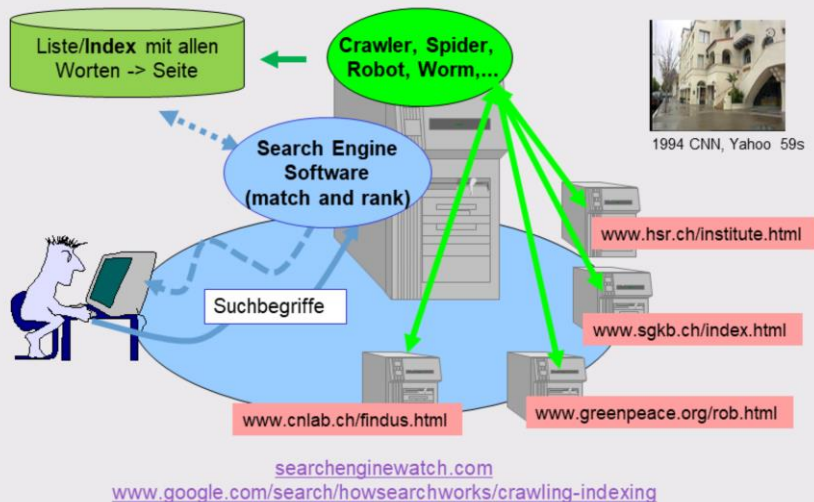 Liste/Index mit allen
Worten -> Seite
Crawler, Spider,
Robot, Worm,...
1994 CNN, Yahoo 59s
Search Engine
Software
(match and rank)
www.hsr.ch/institute.html
Suchbegriffe
www.sgkb.ch/index.html
www.cnlab.ch/findus.html
www.greenpeace.org/rob.html
searchenginewatch.com
www.google.com/search/howsearchworks/crawling-indexing